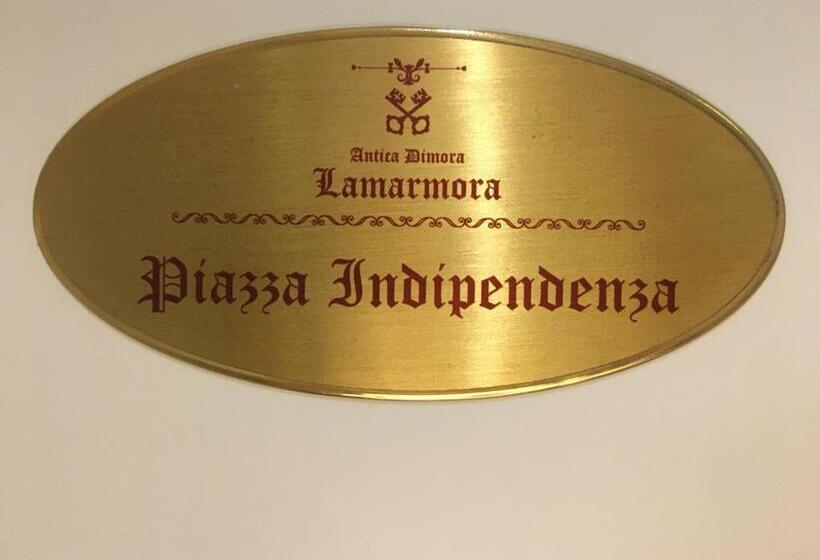 Antica Dimora
Lamarmora
Piazza Indipendenza